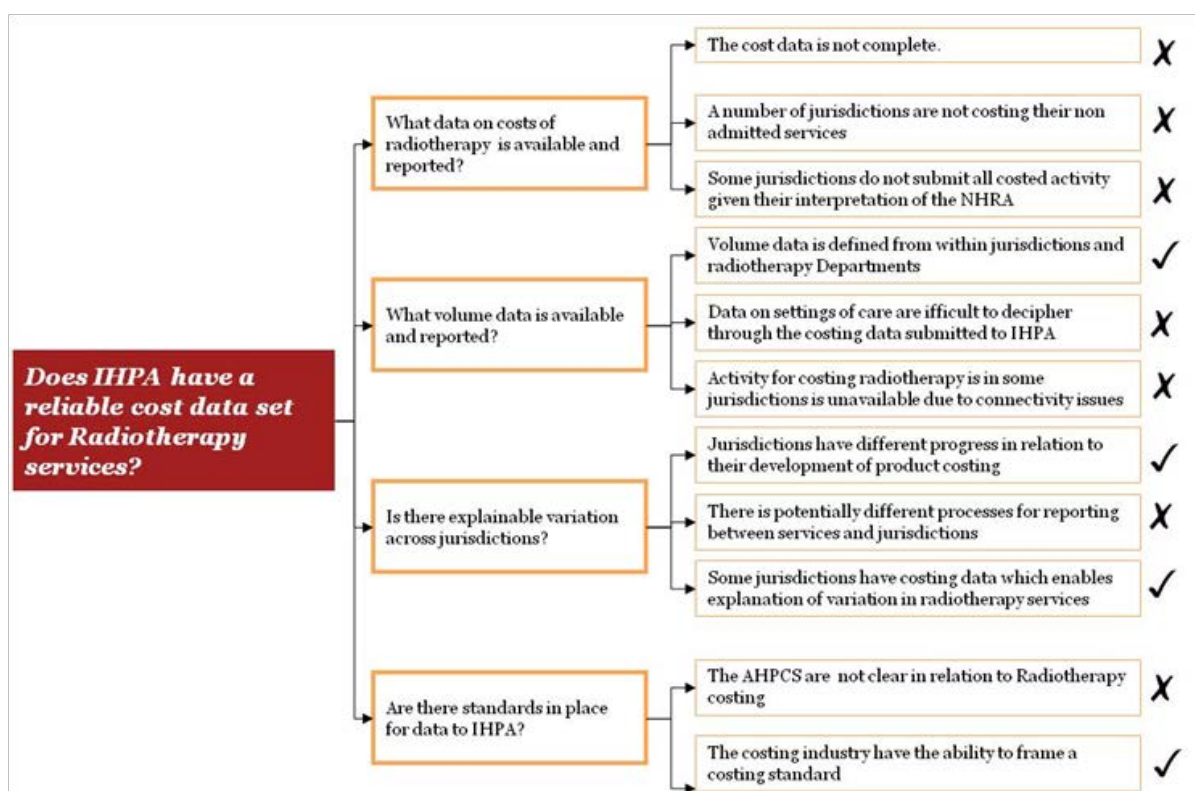 Does IHPA have a
reliable cost data set
for Radiotherapy
services?
What data on costs of
radiotherapy is available and
reported?
The cost data is not complete.
A number of jurisdictions are not costing their non
admitted services
Some jurisdictions do not submit all costed activity
given their interpretation of the NHRA
What volume data is available
and reported?
Volume data is defined from within jurisdictions and
radiotherapy Departments
Data on settings of care are ifficult to decipher
through the costing data submitted to IHPA
Activity for costing radiotherapy is in some
jurisdictions is unavailable due to connectivity issues
Is there explainable variation
across jurisdictions?
Jurisdictions have different progress in relation to
their development of product costing
There is potentially different processes for reporting
between services and jurisdictions
Some jurisdictions have costing data which enables
explanation of variation in radiotherapy services
Are there standards in place
for data to IHPA?
The AHPCS are not clear in relation to Radiotherapy
costing
The costing industry have the ability to frame a
costing standard